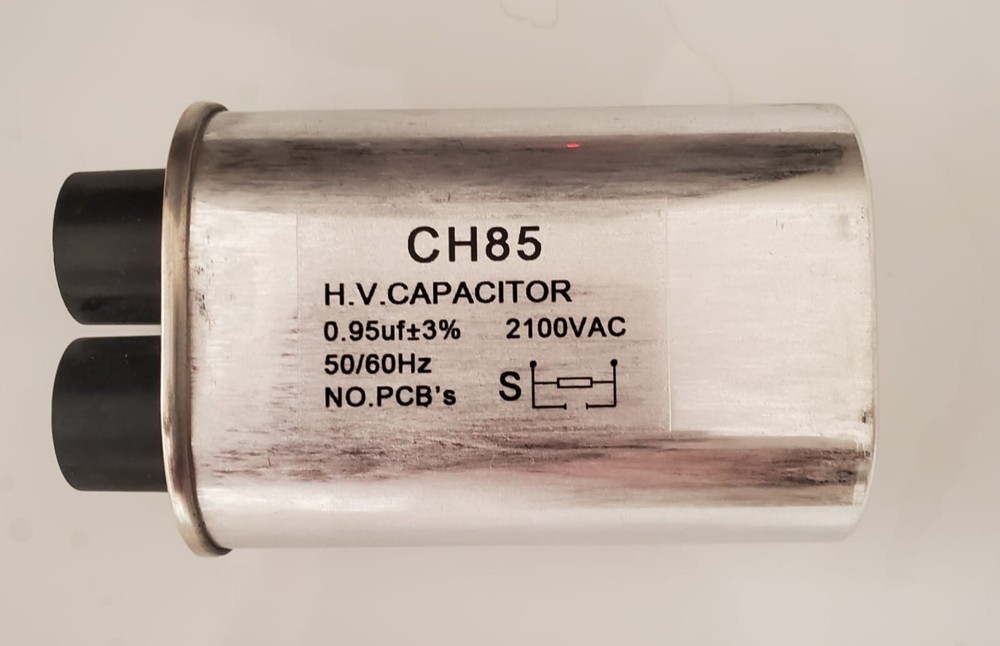 CH85
H.V.CAPACITOR
0.95uf±3% 2100VAC
50/60Hz
NO.PCB's S